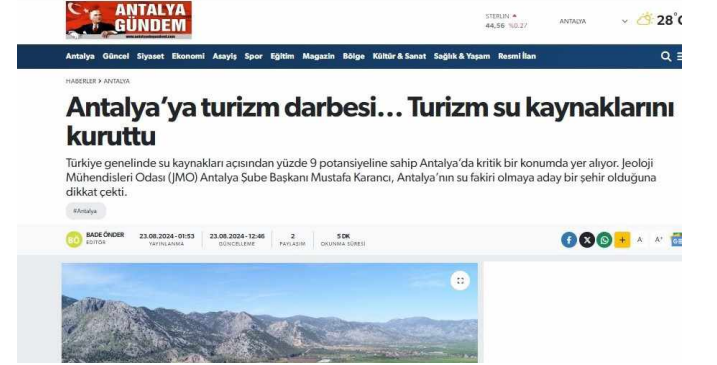 ANTALYA
GÜNDEM
STERLIN
44,56 %0.27
ANTALYA
28°C
Antalya Güncel Siyaset Ekonomi Asayiş Spor Eğitim Magazin Bölge Kültür & Sanat Sağlık & Yaşam Resmi İlan
HABERLER > ANTALYA
Antalya'ya turizm darbesi... Turizm su kaynaklarını
kuruttu
Türkiye genelinde su kaynakları açısından yüzde 9 potansiyeline sahip Antalya'da kritik bir konumda yer alıyor. Jeoloji
Mühendisleri Odası (JMO) Antalya Şube Başkanı Mustafa Karancı, Antalya'nın su fakiri olmaya aday bir şehir olduğuna
dikkat çekti.
#Antalya
BÖ BADE ÖNDER 23.08.2024 - 01:53 23.08.2024 - 12:46 2 5 DK
EDITÖR YAYINLANMA GÜNCELLEME PAYLAŞIM OKUNMA SÜRESİ
A- A+